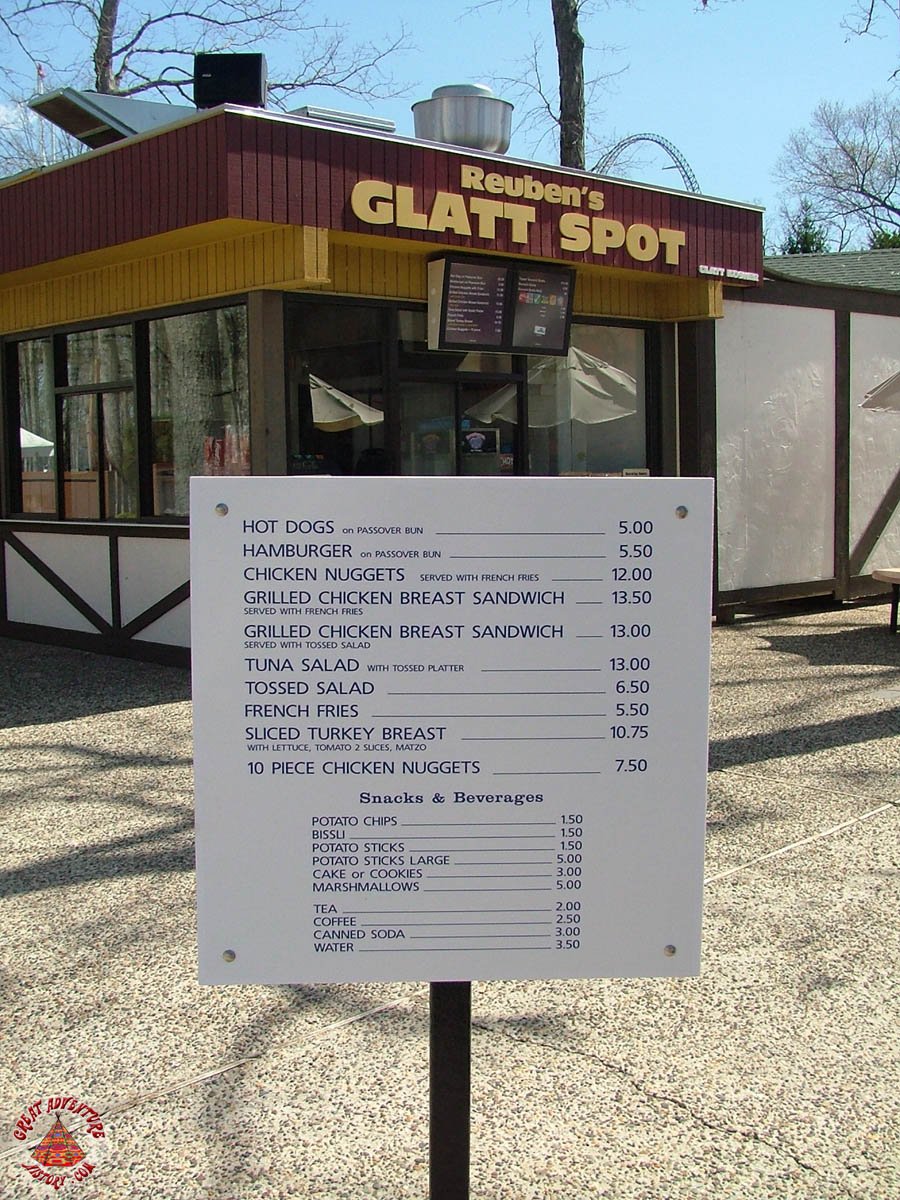 Reuben's
GLATT SPOT
GLATT KOSHER
HOT DOGS on PASSOVER BUN 5.00
HAMBURGER on PASSOVER BUN 5.50
CHICKEN NUGGETS SERVED WITH FRENCH FRIES 12.00
GRILLED CHICKEN BREAST SANDWICH 13.50
SERVED WITH FRENCH FRIES
GRILLED CHICKEN BREAST SANDWICH 13.00
SERVED WITH TOSSED SALAD
TUNA SALAD WITH TOSSED PLATTER 13.00
TOSSED SALAD 6.50
FRENCH FRIES 5.50
SLICED TURKEY BREAST 10.75
WITH LETTUCE, TOMATO 2 SLICES, MATZO
10 PIECE CHICKEN NUGGETS 7.50
Snacks & Beverages
POTATO CHIPS 1.50
BISSLI 1.50
POTATO STICKS 1.50
POTATO STICKS LARGE 5.00
CAKE or COOKIES 3.00
MARSHMALLOWS 5.00
TEA 2.00
COFFEE 2.50
CANNED SODA 3.00
WATER 3.50
GREAT ADVENTURE
HISTORY.COM